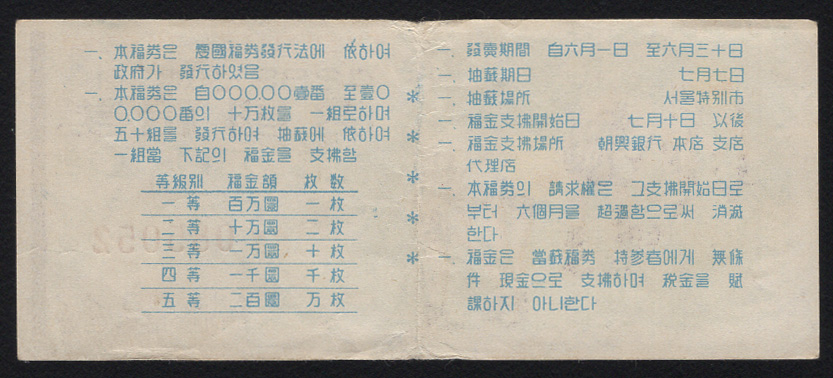 一、本福券은 愛國福券發行法에 依하여
政府가 發行하였음
一、本福券은 自〇〇〇〇〇〇壹番 至壹〇
〇,〇〇〇番의 十万枚를 一組로하며
五十組를 發行하여 抽籤에 依하여
一組當 下記의 福金을 支拂함
等級別 福金額 枚数
一等 百万圓 一枚
二等 十万圓 二枚
三等 一万圓 十枚
四等 一千圓 千枚
五等 二百圓 万枚
一、發賣期間 自六月一日 至六月三十日
一、抽籤期日 七月七日
一、抽籤場所 서울特別市
一、福金支拂開始日 七月十日 以後
一、福金支拂場所 朝興銀行 本店 支店
代理店
一、本福券의 請求權은 그支拂開始日로
부터 六個月을 超過함으로써 消滅
한다
一、福金은 當籤福券 持參者에게 無條
件 現金으로 支拂하며 税金을 賦
課하지 아니한다